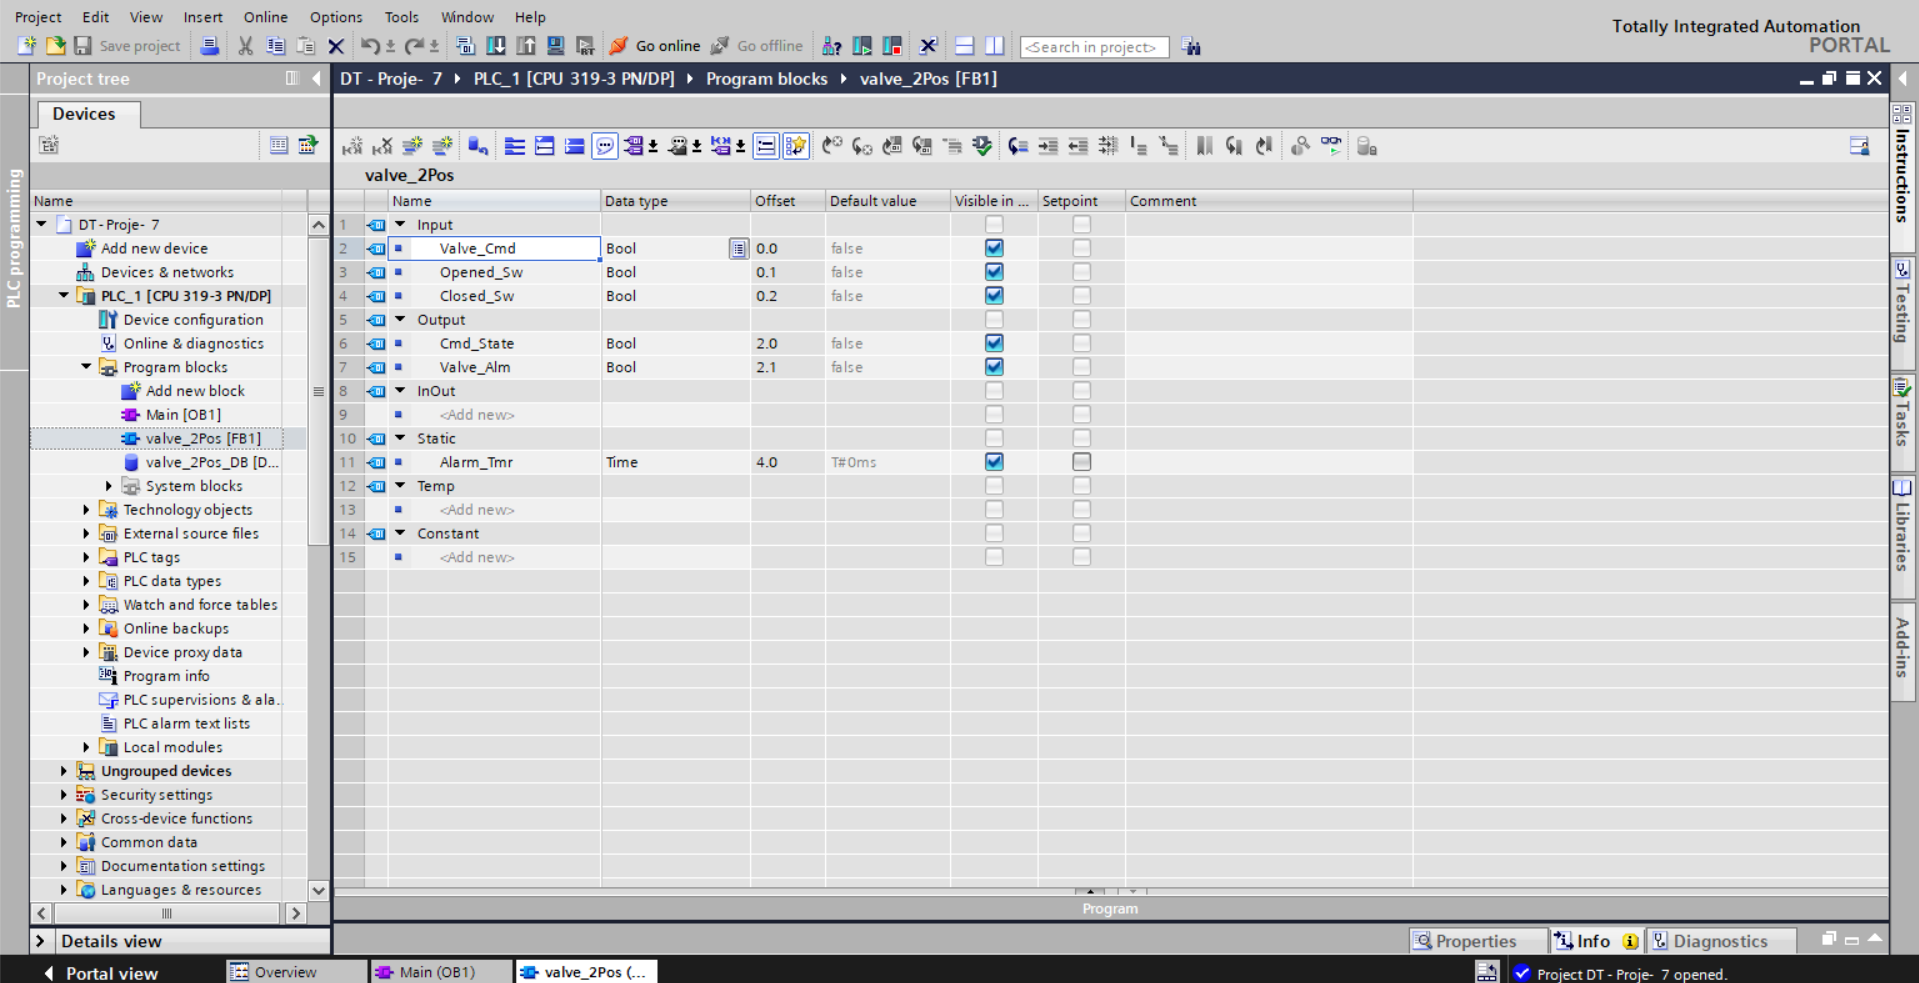 Project Edit View Insert Online Options Tools Window Help
Totally Integrated Automation
PORTAL
Save project
Go online
Go offline
<Search in project>
Project tree
DT - Proje- 7 PLC_1 [CPU 319-3 PN/DP] Program blocks valve_2Pos [FB1]
Devices
valve_2Pos
Name
Name Data type Offset Default value Visible in ... Setpoint Comment
1 Input
2 Valve_Cmd Bool 0.0 false
3 Opened_Sw Bool 0.1 false
4 Closed_Sw Bool 0.2 false
5 Output
6 Cmd_State Bool 2.0 false
7 Valve_Alm Bool 2.1 false
8 InOut
9 <Add new>
10 Static
11 Alarm_Tmr Time 4.0 T#0ms
12 Temp
13 <Add new>
14 Constant
15 <Add new>
DT - Proje- 7
Add new device
Devices & networks
PLC_1 [CPU 319-3 PN/DP]
Device configuration
Online & diagnostics
Program blocks
Add new block
Main [OB1]
valve_2Pos [FB1]
valve_2Pos_DB [D...
System blocks
Technology objects
External source files
PLC tags
PLC data types
Watch and force tables
Online backups
Device proxy data
Program info
PLC supervisions & ala..
PLC alarm text lists
Local modules
Ungrouped devices
Security settings
Cross-device functions
Common data
Documentation settings
Languages & resources
PLC programming
Instructions
Testing
Tasks
Libraries
Add-ins
Program
Details view
Properties
Info
Diagnostics
Portal view
Overview
Main (OB1)
valve_2Pos (...
Project DT - Proje- 7 opened.